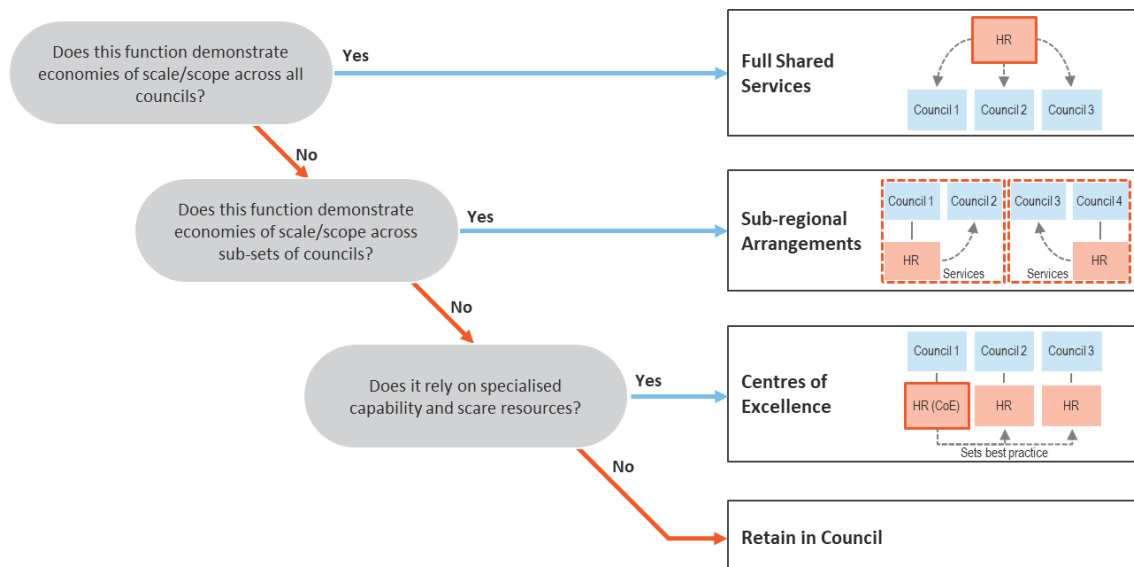 Does this function demonstrate
economies of scale/scope across all
councils?
Yes
Full Shared
Services
HR
Council 1
Council 2
Council 3
No
Does this function demonstrate
economies of scale/scope across
sub-sets of councils?
Yes
Sub-regional
Arrangements
Council 1
Council 2
Council 3
Council 4
HR
Services
Services
HR
No
Does it rely on specialised
capability and scare resources?
Yes
Centres of
Excellence
Council 1
Council 2
Council 3
HR (CoE)
HR
HR
Sets best practice
No
Retain in Council